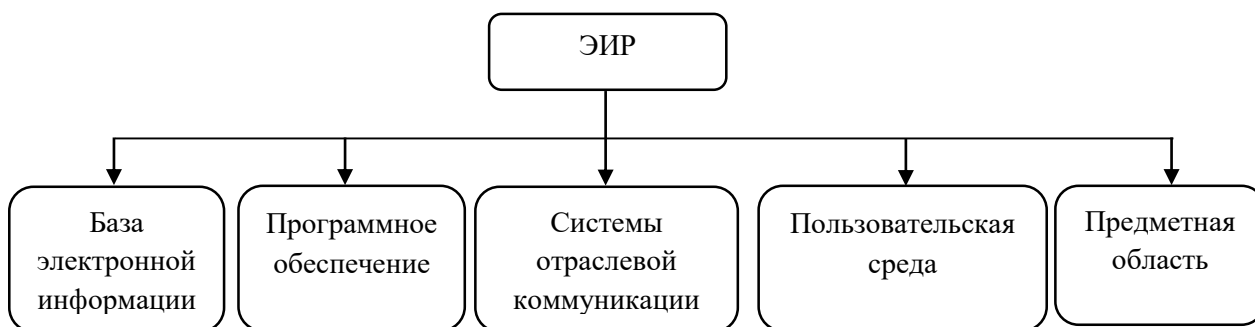 ЭИР
База
электронной
информации
Программное
обеспечение
Системы
отраслевой
коммуникации
Пользовательская
среда
Предметная
область